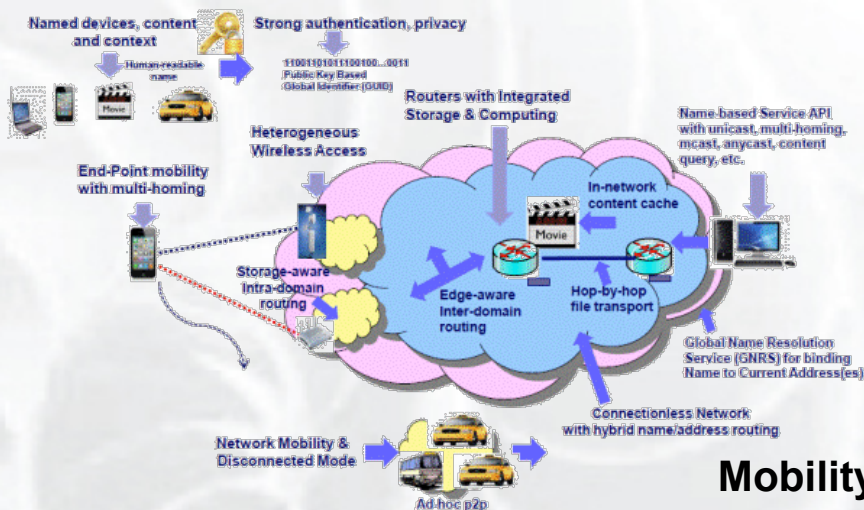 Named devices, content
and context
Strong authentication, privacy
Human-readable
name
11001101011100100...0011
Public Key Based
Global Identifier (GUID)
Routers with Integrated
Storage & Computing
Name-based Service API
with unicast, multi-homing,
mcast, anycast, content
query, etc.
Heterogeneous
Wireless Access
End-Point mobility
with multi-homing
In-network
content cache
Movie
Movie
Storage-aware
Intra-domain
routing
Edge-aware
Inter-domain
routing
Hop-by-hop
file transport
Global Name Resolution
Service (GNRS) for binding
Name to Current Address(es)
Connectionless Network
with hybrid name/address routing
Network Mobility &
Disconnected Mode
Ad-hoc p2p
Mobility